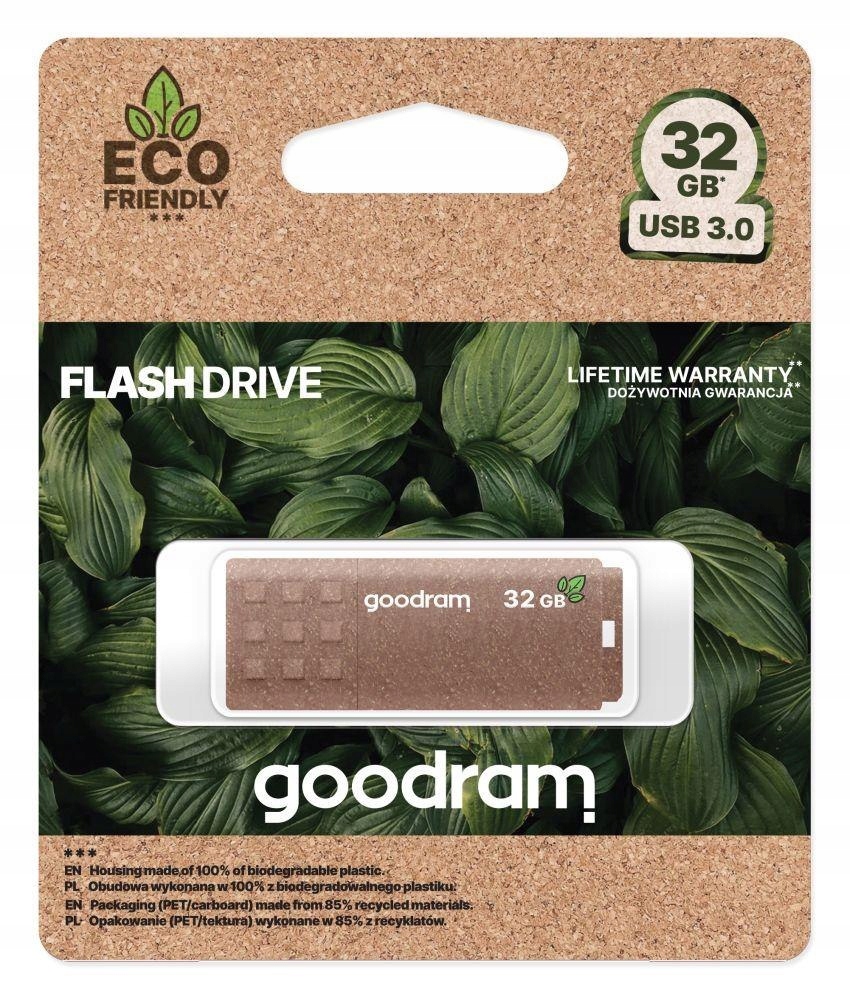 ECO
FRIENDLY
***
32
GB*
USB 3.0
FLASH DRIVE
LIFETIME WARRANTY**
DOŻYWOTNIA GWARANCJA**
goodram 32 GB
goodram
***
EN Housing made of 100% of biodegradable plastic.
PL Obudowa wykonana w 100% z biodegradowalnego plastiku.
EN Packaging (PET/carboard) made from 85% recycled materials.
PL Opakowanie (PET/tektura) wykonane w 85% z recyklatów.